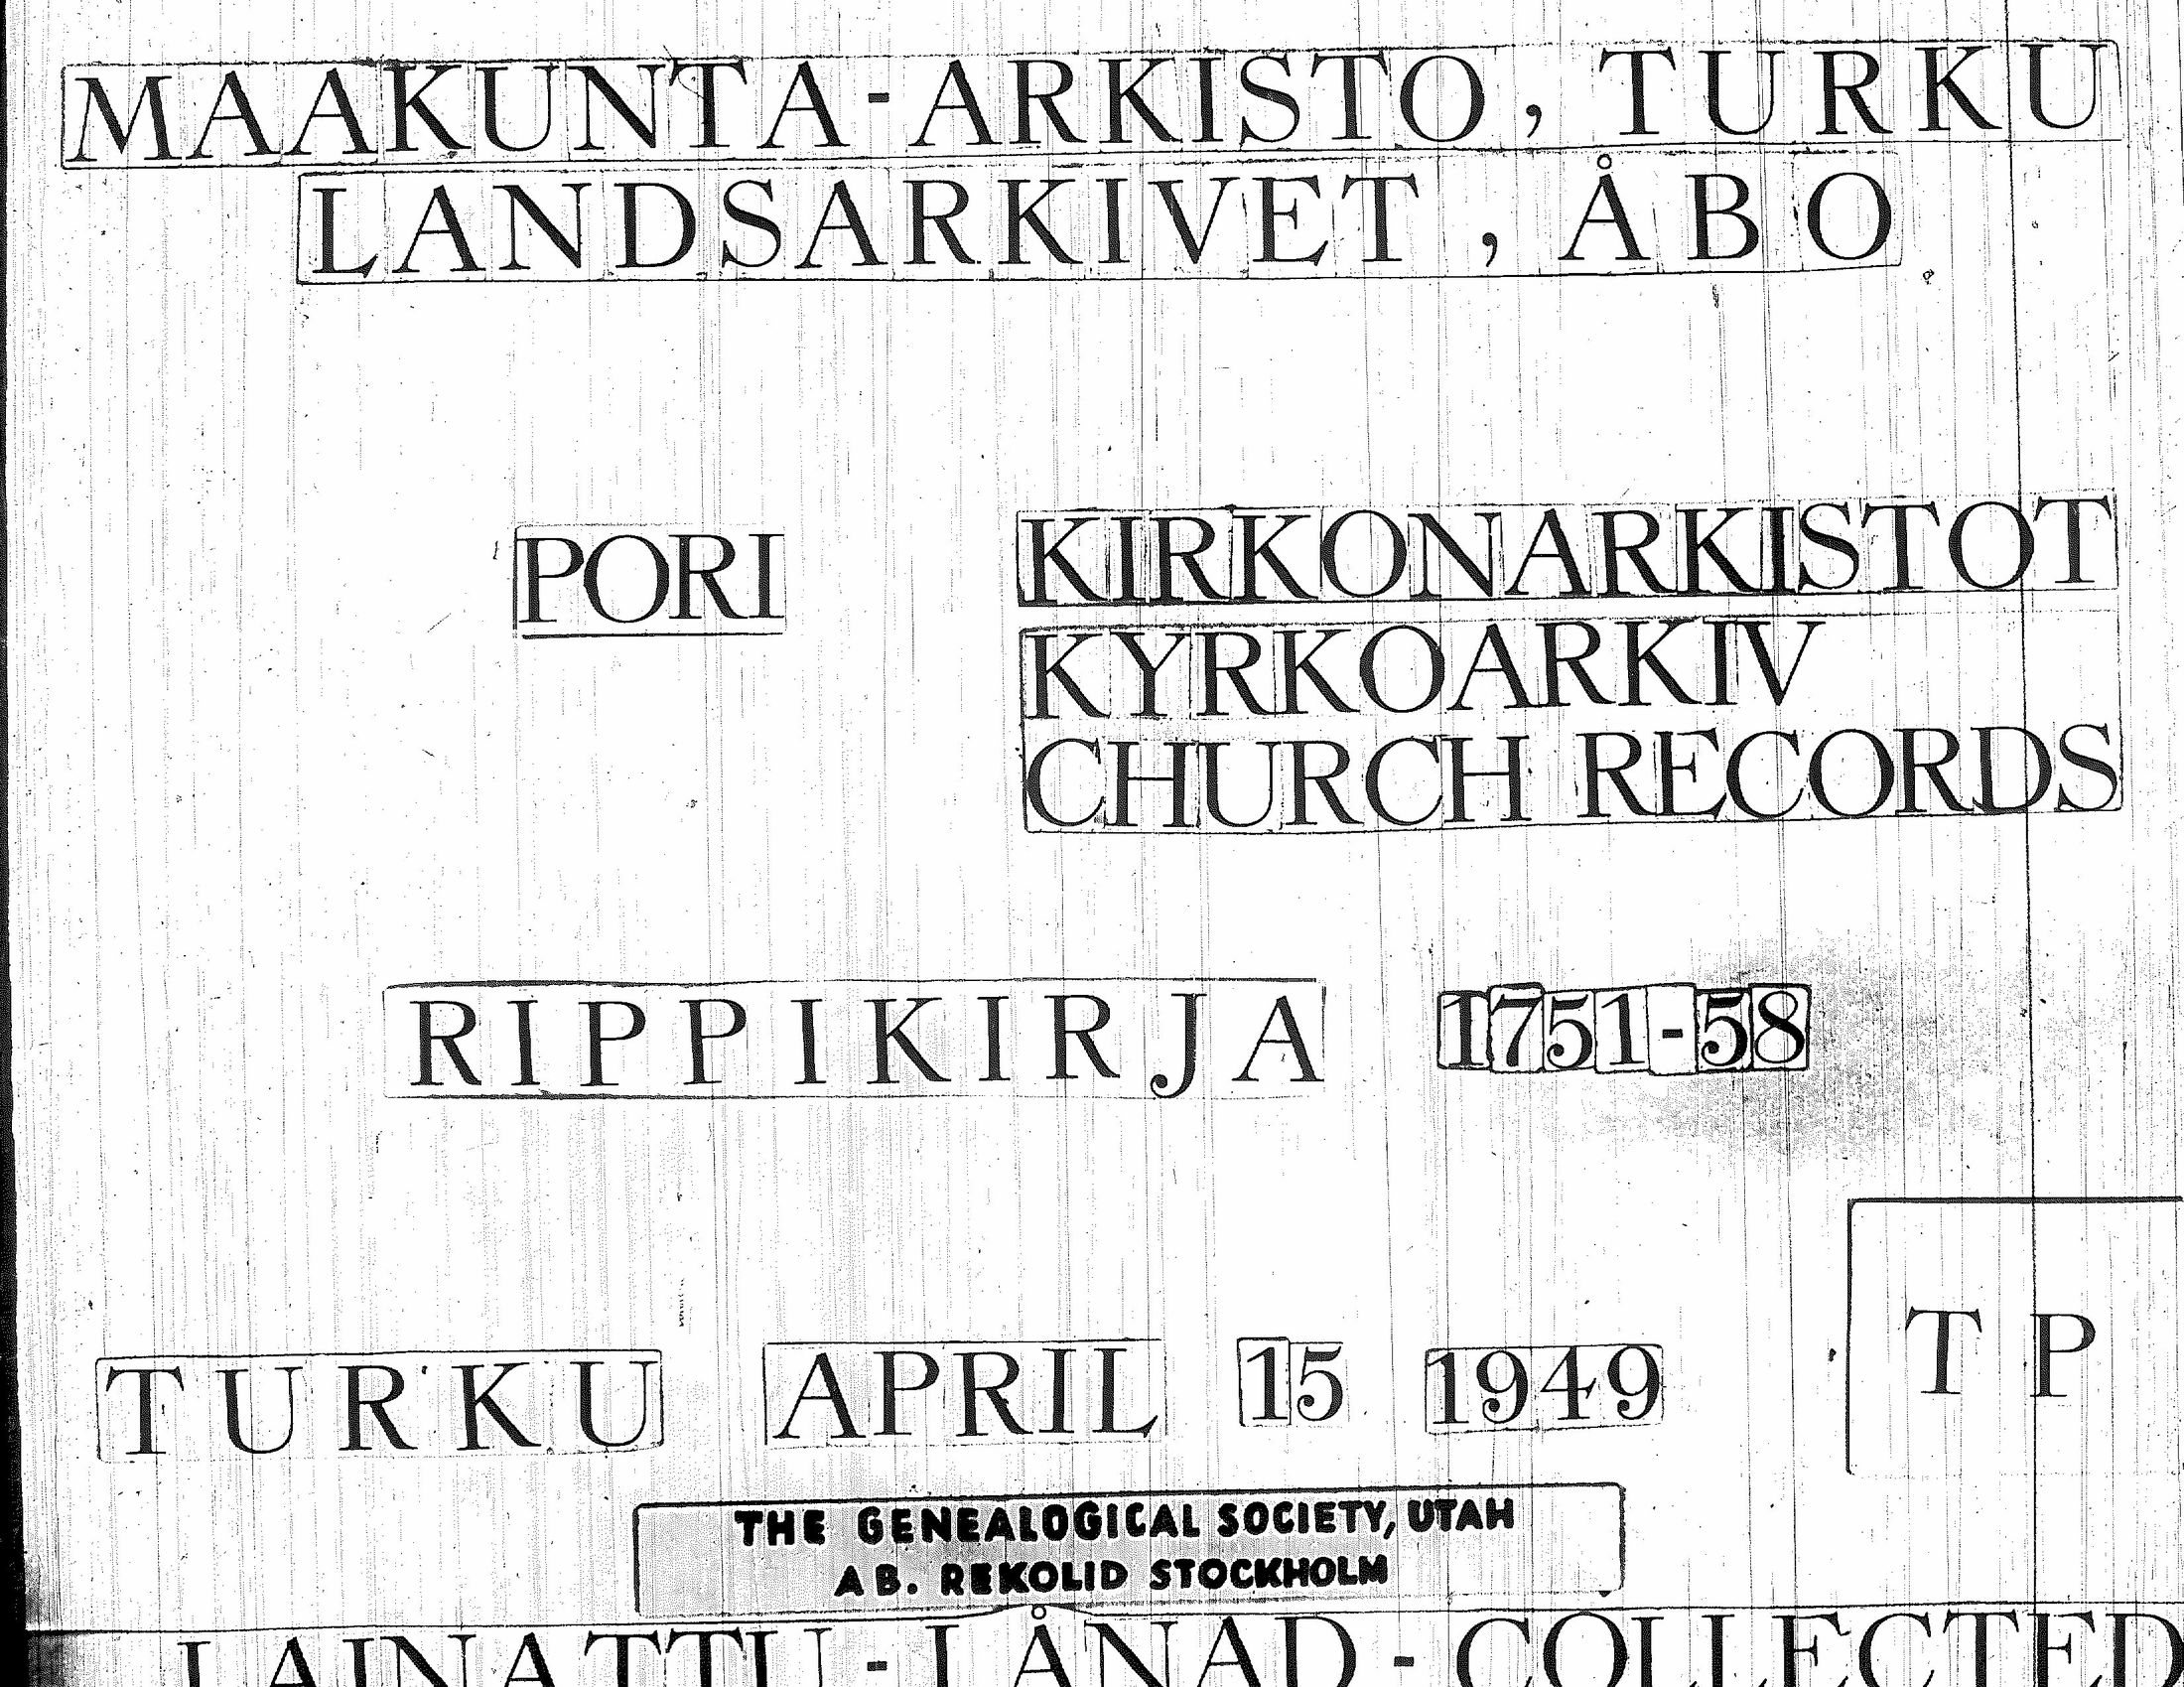 MAAKUNTA-ARKISTO, TURKU
LANDSARKIVET, ÅBO
PORI
KIRKONARKISTOT
KYRKOARKIV
CHURCH RECORDS
RIPPIKIRJA 1751-58
TURKU APRIL 15 1949
T P
THE GENEALOGICAL SOCIETY, UTAH
AB. REKOLID STOCKHOLM
LAINATTU-LÅNAD-COLLECTED